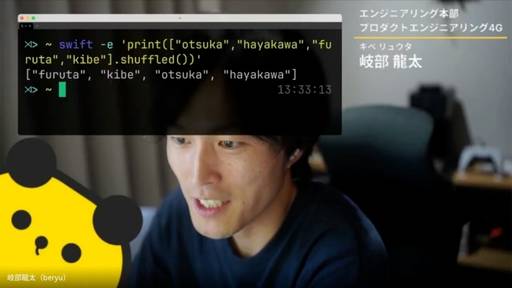 ⋊> ~ swift -e 'print(["otsuka","hayakawa","fu
ruta","kibe"].shuffled())'
["furuta", "kibe", "otsuka", "hayakawa"]
⋊> ~
13:33:13
エンジニアリング本部
プロダクトエンジニアリング4G
キベ リュウタ
岐部 龍太
岐部龍太（beryu）